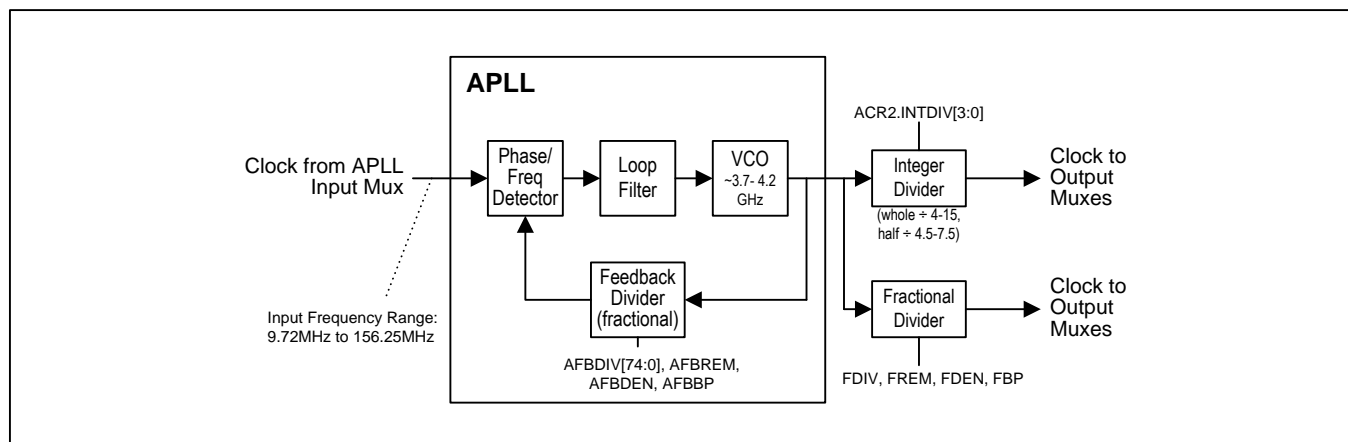 APLL
ACR2.INTDIV[3:0]
Clock from APLL
Input Mux
Phase/
Freq
Detector
Loop
Filter
VCO
~3.7- 4.2
GHz
Integer
Divider
(whole ÷ 4-15,
half ÷ 4.5-7.5)
Clock to
Output
Muxes
Feedback
Divider
(fractional)
Fractional
Divider
Clock to
Output
Muxes
Input Frequency Range:
9.72MHz to 156.25MHz
AFBDIV[74:0], AFBREM,
AFBDEN, AFBBP
FDIV, FREM, FDEN, FBP